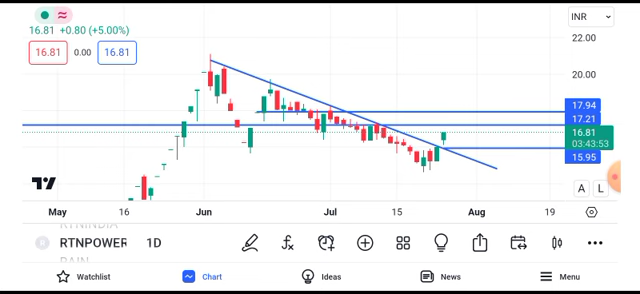 INR
16.81 +0.80 (+5.00%)
16.81 0.00 16.81
22.00
20.00
17.94
17.21
16.81
03:43:53
15.95
A L
May 16 Jun Jul 15 Aug 19
RTNINDIA
RTNPOWER 1D
Watchlist Chart Ideas News Menu